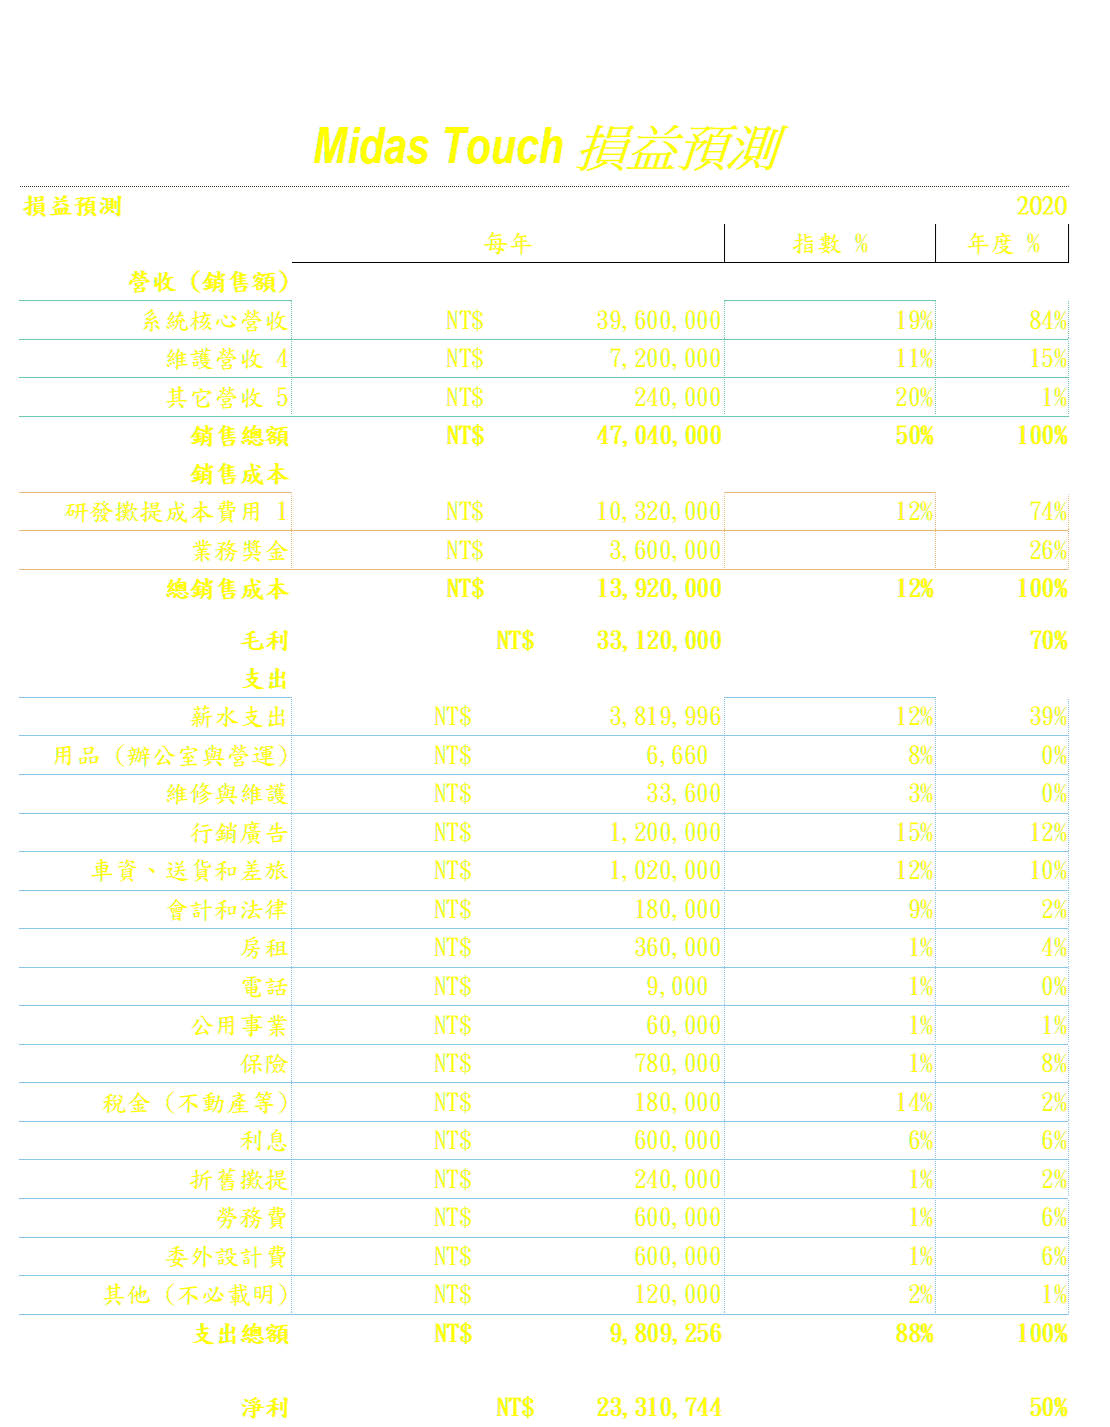 Midas Touch 損益預測
損益預測 2020
每年 指數 % 年度 %
營收 (銷售額)
系統核心營收 NT$ 39,600,000 19% 84%
維護營收 4 NT$ 7,200,000 11% 15%
其它營收 5 NT$ 240,000 20% 1%
銷售總額 NT$ 47,040,000 50% 100%
銷售成本
研發攤提成本費用 1 NT$ 10,320,000 12% 74%
業務獎金 NT$ 3,600,000 26%
總銷售成本 NT$ 13,920,000 12% 100%
毛利 NT$ 33,120,000 70%
支出
薪水支出 NT$ 3,819,996 12% 39%
用品 (辦公室與營運) NT$ 6,660 8% 0%
維修與維護 NT$ 33,600 3% 0%
行銷廣告 NT$ 1,200,000 15% 12%
車資、送貨和差旅 NT$ 1,020,000 12% 10%
會計和法律 NT$ 180,000 9% 2%
房租 NT$ 360,000 1% 4%
電話 NT$ 9,000 1% 0%
公用事業 NT$ 60,000 1% 1%
保險 NT$ 780,000 1% 8%
稅金 (不動產等) NT$ 180,000 14% 2%
利息 NT$ 600,000 6% 6%
折舊攤提 NT$ 240,000 1% 2%
勞務費 NT$ 600,000 1% 6%
委外設計費 NT$ 600,000 1% 6%
其他 (不必載明) NT$ 120,000 2% 1%
支出總額 NT$ 9,809,256 88% 100%
淨利 NT$ 23,310,744 50%